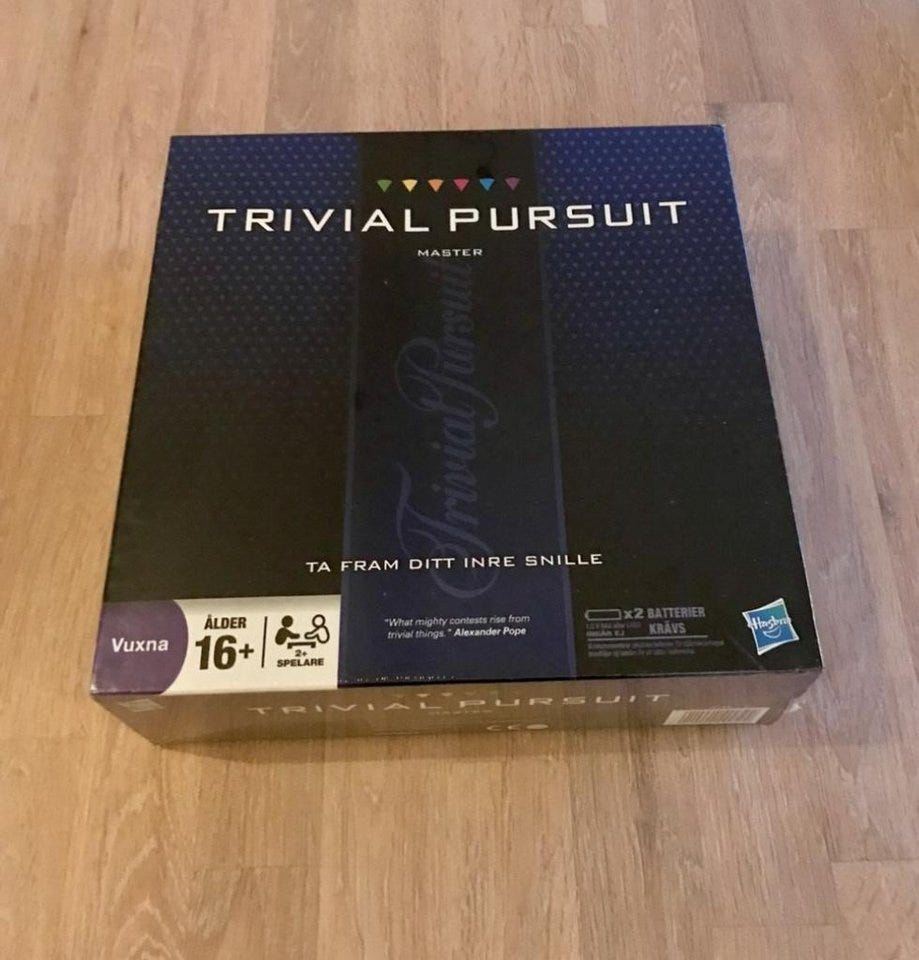 TRIVIAL PURSUIT
MASTER
Trivial Pursuit
TA FRAM DITT INRE SNILLE
Vuxna
ÅLDER
16+
2+
SPELARE
"What mighty contests rise from
trivial things." Alexander Pope
x2 BATTERIER
KRÄVS
Hasbro
TRIVIAL PURSUIT
MASTER
CE